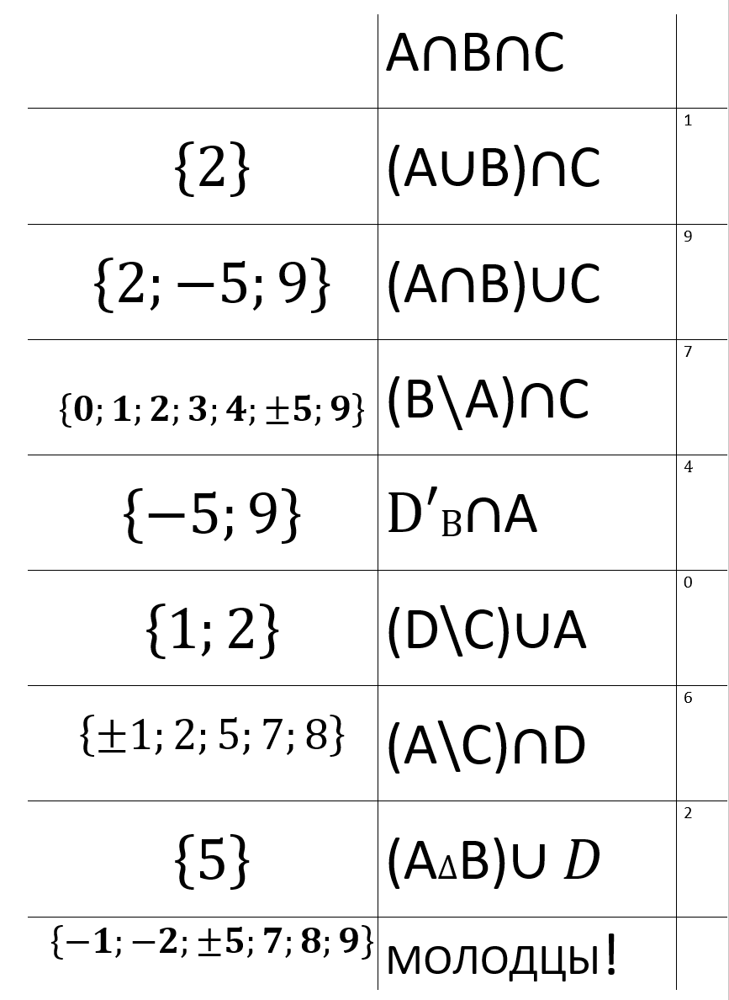 A∩B∩C
{2} (A∪B)∩C 1
{2; −5; 9} (A∩B)∪C 9
{0; 1; 2; 3; 4; ±5; 9} (B\A)∩C 7
{−5; 9} D′B∩A 4
{1; 2} (D\C)∪A 0
{±1; 2; 5; 7; 8} (A\C)∩D 6
{5} (AΔB)∪ D 2
{−1; −2; ±5; 7; 8; 9} молодцы!